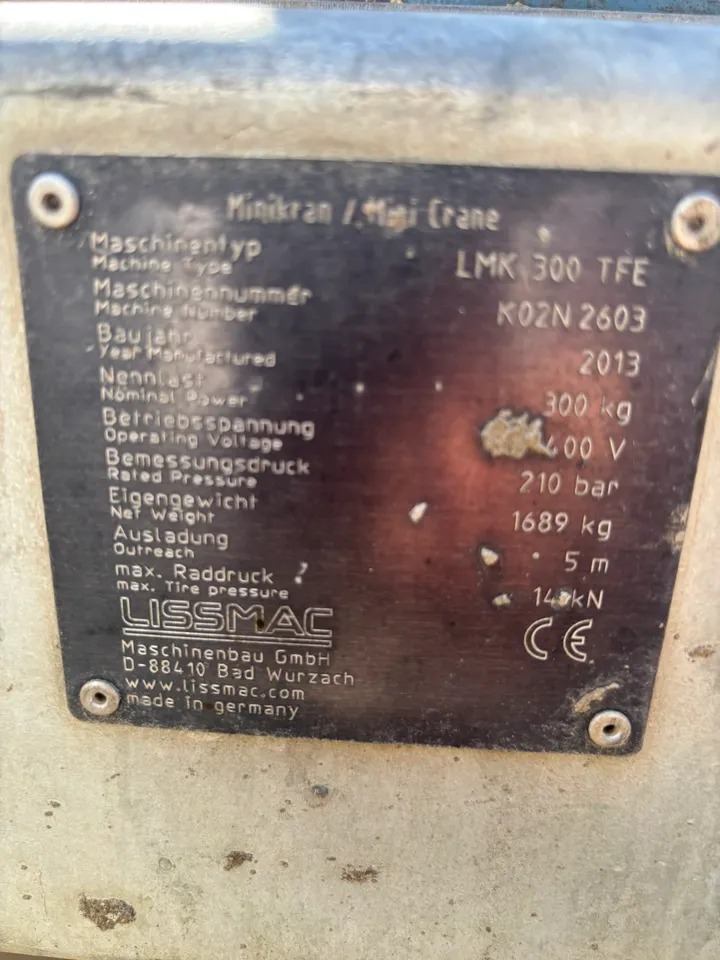 Minikran / Mini Crane
Maschinentyp
Machine Type
LMK 300 TFE
Maschinennummer
Machine Number
K02N 2603
Baujahr
Year Manufactured
2013
Nennlast
Nominal Power
300 kg
Betriebsspannung
Operating Voltage
400 V
Bemessungsdruck
Rated Pressure
210 bar
Eigengewicht
Net Weight
1689 kg
Ausladung
Outreach
5 m
max. Raddruck
max. Tire pressure
kN
LISSMAC
CE
Maschinenbau GmbH
D-88410 Bad Wurzach
www.lissmac.com
made in germany